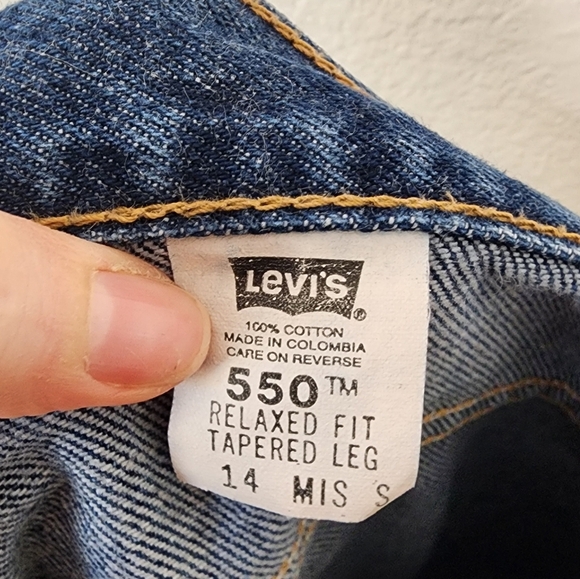 Levi's ®
100% COTTON
MADE IN COLOMBIA
CARE ON REVERSE
550™
RELAXED FIT
TAPERED LEG
14 MIS S